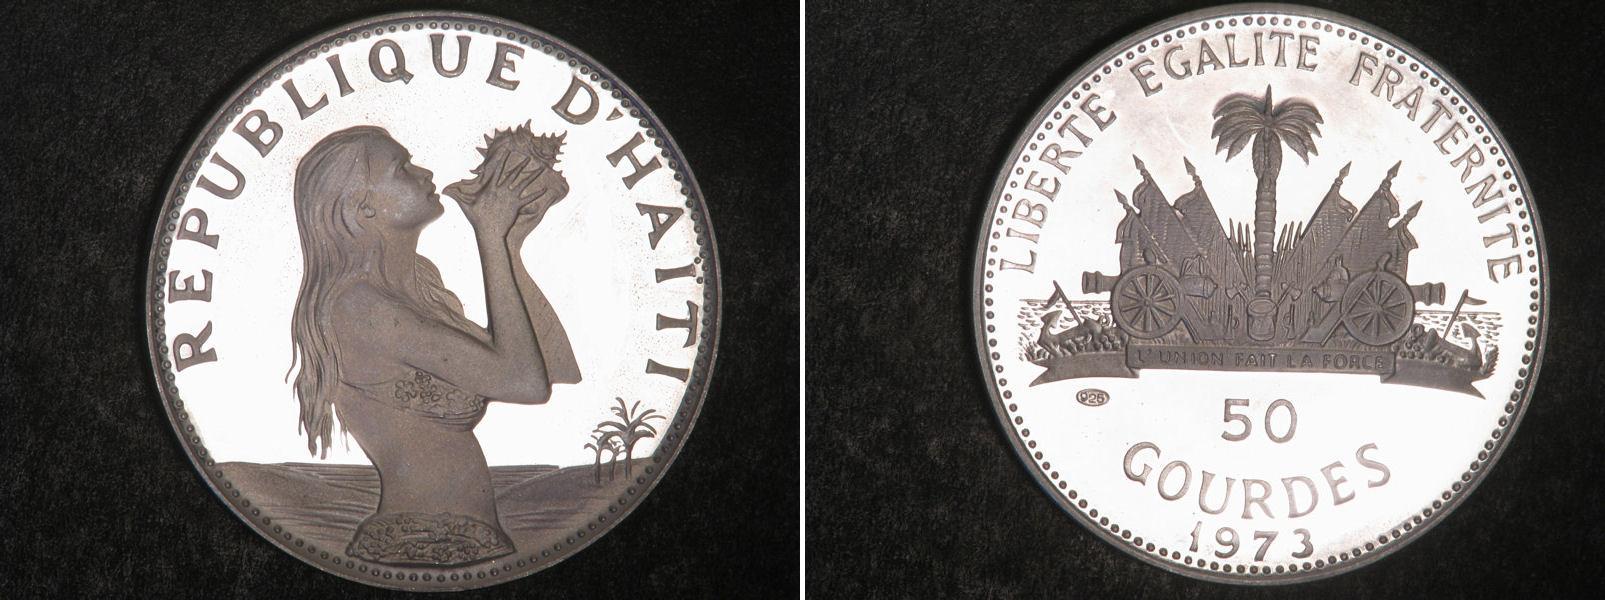 REPUBLIQUE D'HAITI
LIBERTE EGALITE FRATERNITE
L'UNION FAIT LA FORCE
925
50
GOURDES
1973